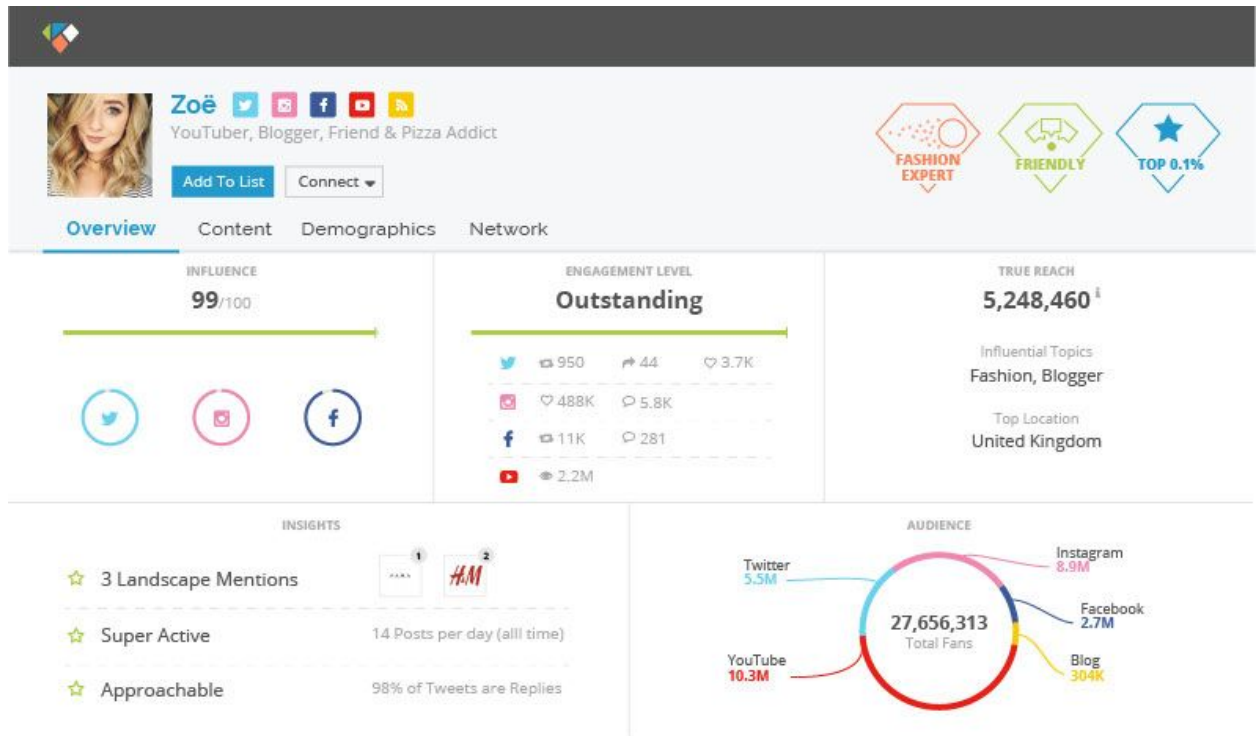 Zoë
YouTuber, Blogger, Friend & Pizza Addict
Add To List
Connect
FASHION
EXPERT
FRIENDLY
TOP 0.1%
Overview Content Demographics Network
INFLUENCE
99/100
ENGAGEMENT LEVEL
Outstanding
950 44 3.7K
488K 5.8K
11K 281
2.2M
TRUE REACH
5,248,460 i
Influential Topics
Fashion, Blogger
Top Location
United Kingdom
INSIGHTS
3 Landscape Mentions
ZARA 1
H&M 2
Super Active 14 Posts per day (alll time)
Approachable 98% of Tweets are Replies
AUDIENCE
Twitter
5.5M
Instagram
8.9M
27,656,313
Total Fans
Facebook
2.7M
YouTube
10.3M
Blog
304K